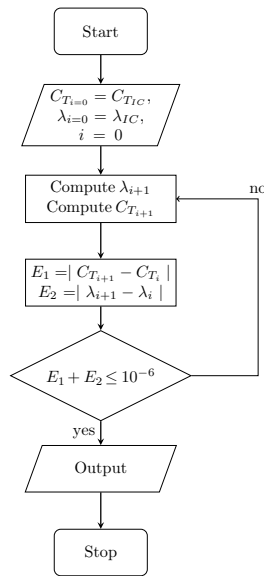 Start
C_{T_{i=0}} = C_{T_{IC}},
λ_{i=0} = λ_{IC},
i = 0
Compute λ_{i+1}
Compute C_{T_{i+1}}
E_1 =| C_{T_{i+1}} − C_{T_i} |
E_2 =| λ_{i+1} − λ_i |
E_1 + E_2 ≤ 10^{−6}
no
yes
Output
Stop